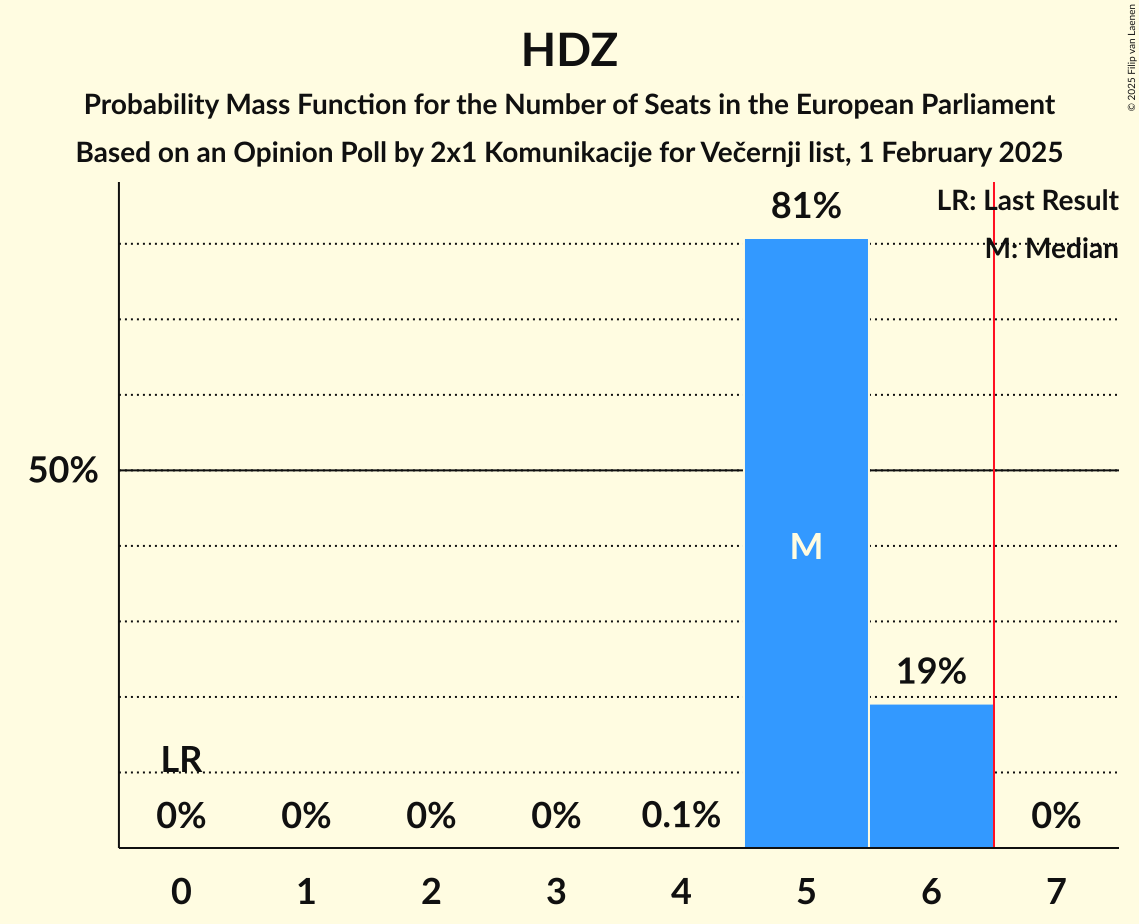 HDZ
Probability Mass Function for the Number of Seats in the European Parliament
Based on an Opinion Poll by 2x1 Komunikacije for Večernji list, 1 February 2025
© 2025 Filip van Laenen
LR: Last Result
M: Median
81%
50%
M
19%
LR
0% 0% 0% 0% 0.1% 0%
0 1 2 3 4 5 6 7